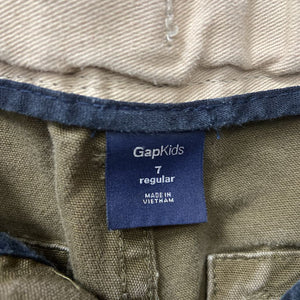 GapKids
7
regular
MADE IN
VIETNAM